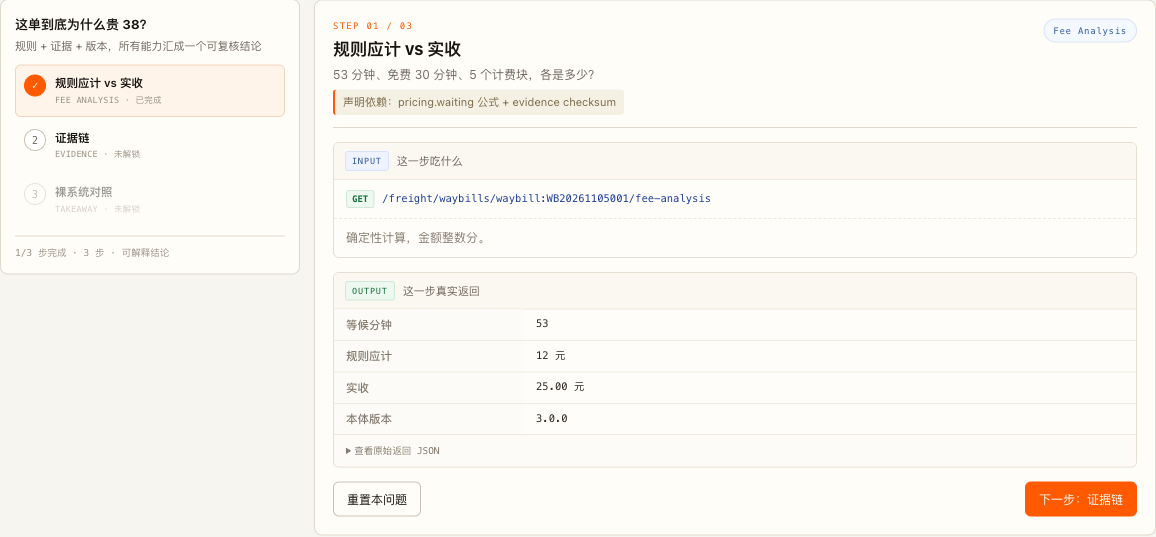 这单到底为什么贵 38?
规则 + 证据 + 版本，所有能力汇成一个可复核结论
✓
规则应计 vs 实收
FEE ANALYSIS · 已完成
2
证据链
EVIDENCE · 未解锁
3
裸系统对照
TAKEAWAY · 未解锁
1/3 步完成 · 3 步 · 可解释结论
STEP 01 / 03
Fee Analysis
规则应计 vs 实收
53 分钟、免费 30 分钟、5 个计费块，各是多少?
声明依赖: pricing.waiting 公式 + evidence checksum
INPUT 这一步吃什么
GET /freight/waybills/waybill:WB20261105001/fee-analysis
确定性计算，金额整数分。
OUTPUT 这一步真实返回
等候分钟 53
规则应计 12 元
实收 25.00 元
本体版本 3.0.0
▶ 查看原始返回 JSON
重置本问题
下一步: 证据链